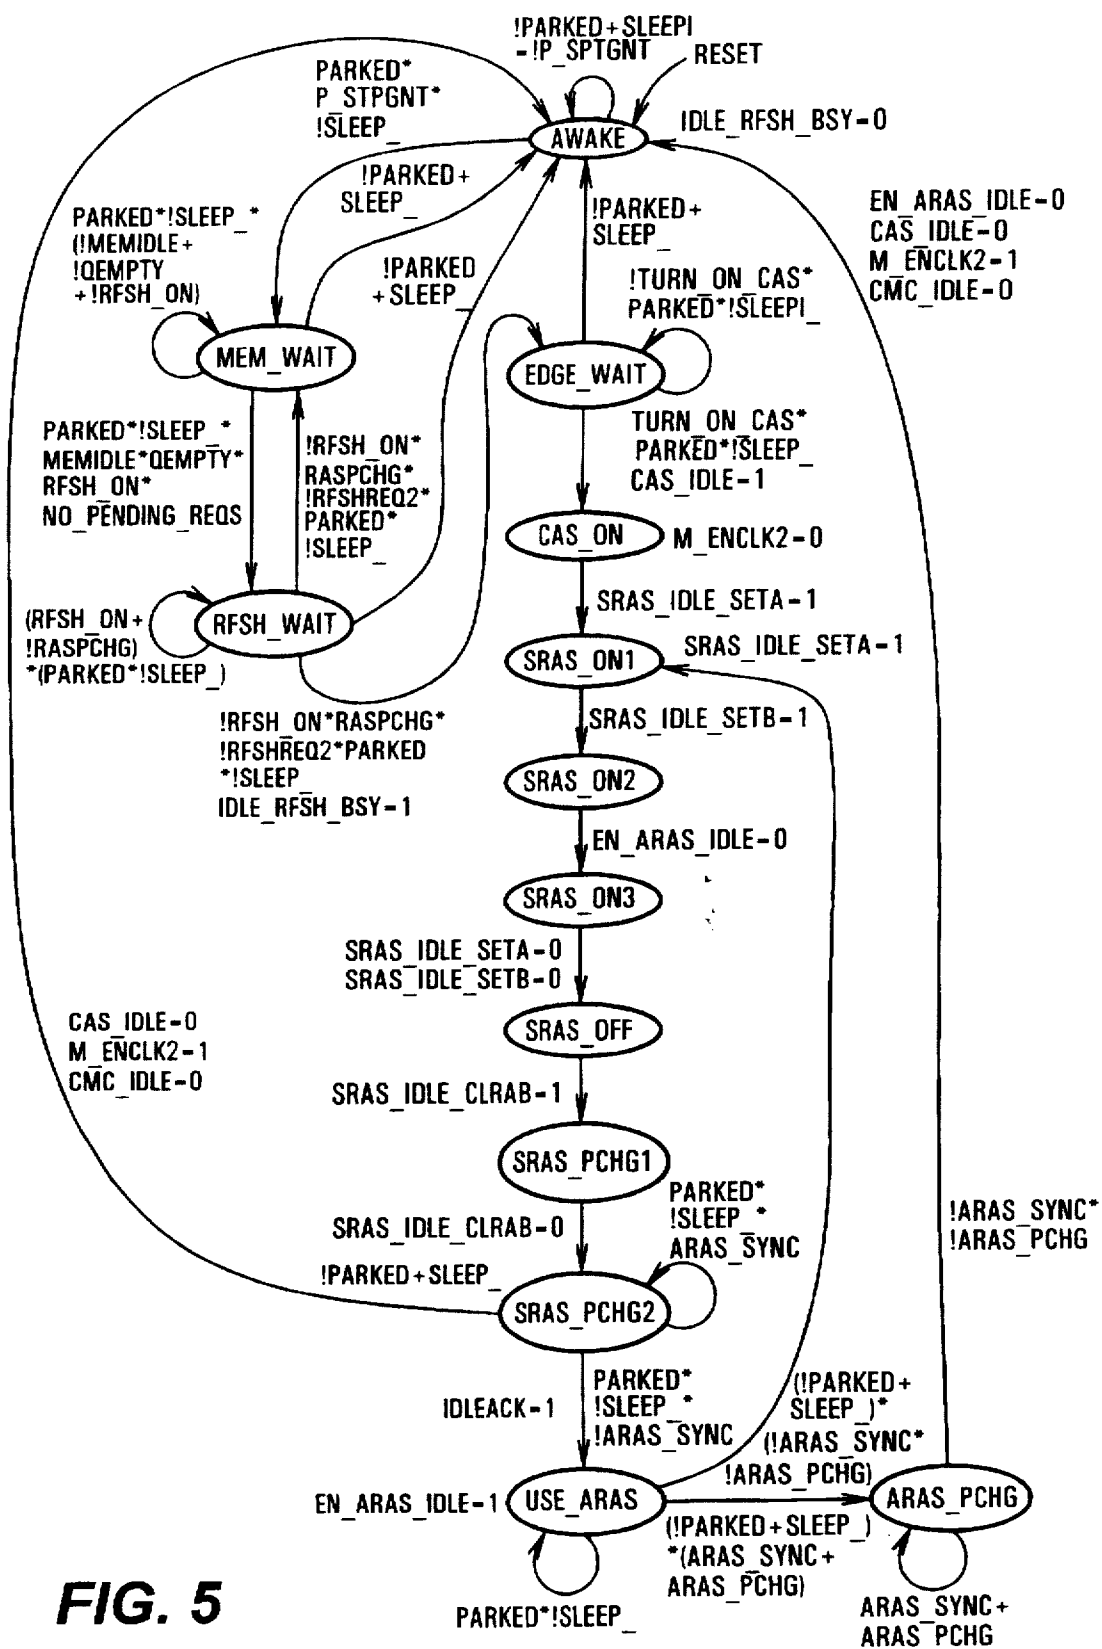 !PARKED+SLEEPI
-!P_SPTGNT
RESET
PARKED*
P_STPGNT*
!SLEEP_
AWAKE
IDLE_RFSH_BSY-0
!PARKED+
SLEEP_
!PARKED+
SLEEP_
EN_ARAS_IDLE-0
CAS_IDLE-0
M_ENCLK2-1
CMC_IDLE-0
PARKED*!SLEEP_*
(!MEMIDLE+
!QEMPTY
+!RFSH_ON)
!PARKED
+SLEEP_
!TURN_ON_CAS*
PARKED*!SLEEPI_
MEM_WAIT
EDGE_WAIT
PARKED*!SLEEP_*
MEMIDLE*QEMPTY*
RFSH_ON*
NO_PENDING_REQS
!RFSH_ON*
RASPCHG*
!RFSHREQ2*
PARKED*
!SLEEP_
TURN_ON_CAS*
PARKED*!SLEEP_
CAS_IDLE-1
CAS_ON
M_ENCLK2-0
SRAS_IDLE_SETA-1
(RFSH_ON+
!RASPCHG)
*(PARKED*!SLEEP_)
RFSH_WAIT
SRAS_ON1
SRAS_IDLE_SETA-1
!RFSH_ON*RASPCHG*
!RFSHREQ2*PARKED
*!SLEEP_
IDLE_RFSH_BSY-1
SRAS_IDLE_SETB-1
SRAS_ON2
EN_ARAS_IDLE-0
SRAS_ON3
SRAS_IDLE_SETA-0
SRAS_IDLE_SETB-0
SRAS_OFF
CAS_IDLE-0
M_ENCLK2-1
CMC_IDLE-0
SRAS_IDLE_CLRAB-1
SRAS_PCHG1
SRAS_IDLE_CLRAB-0
PARKED*
!SLEEP_*
ARAS_SYNC
!ARAS_SYNC*
!ARAS_PCHG
!PARKED+SLEEP_
SRAS_PCHG2
IDLEACK-1
PARKED*
!SLEEP_*
!ARAS_SYNC
(!PARKED+
SLEEP_)*
(!ARAS_SYNC*
!ARAS_PCHG)
EN_ARAS_IDLE-1
USE_ARAS
ARAS_PCHG
(!PARKED+SLEEP_)
*(ARAS_SYNC+
ARAS_PCHG)
PARKED*!SLEEP_
ARAS_SYNC+
ARAS_PCHG
FIG. 5